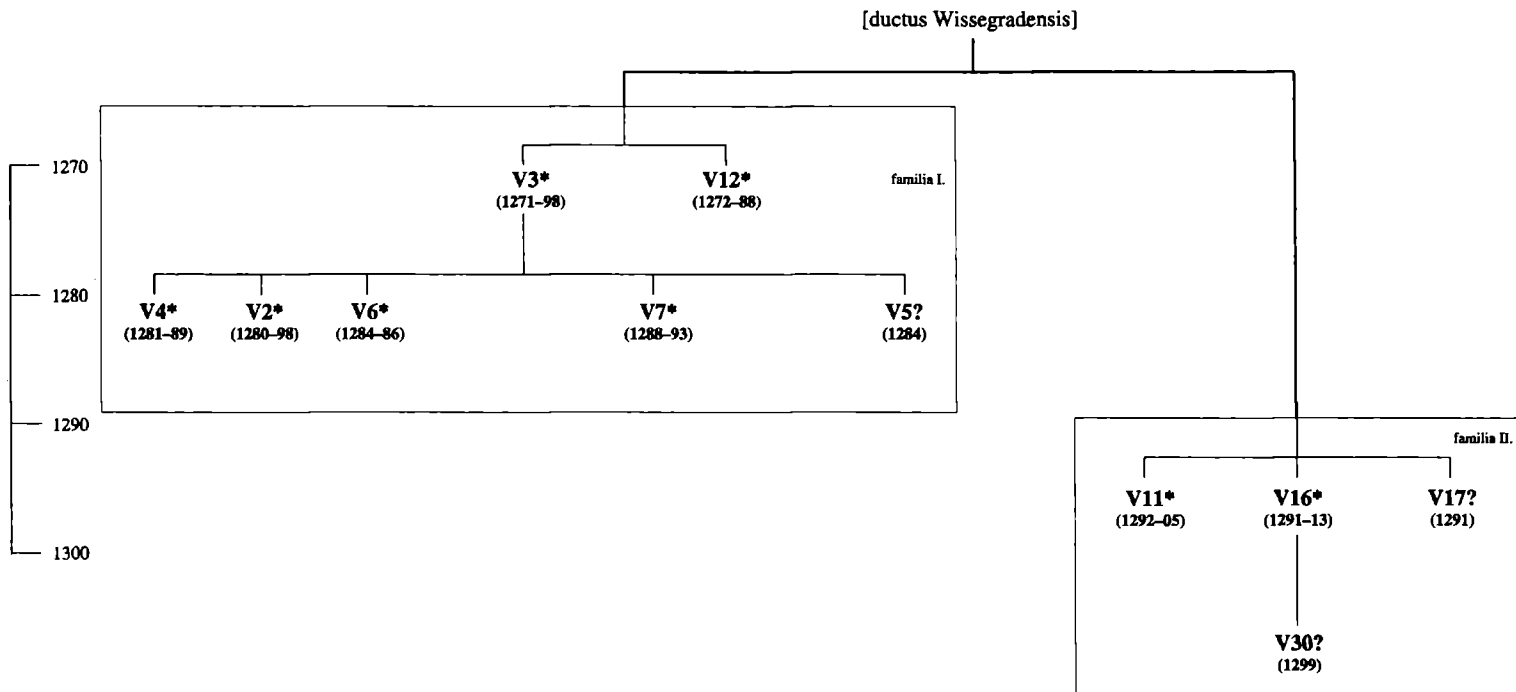 [ductus Wissegradensis]
1270
V3*
(1271–98)
V12*
(1272–88)
familia I.
1280
V4*
(1281–89)
V2*
(1280–98)
V6*
(1284–86)
V7*
(1288–93)
V5?
(1284)
1290
familia II.
V11*
(1292–05)
V16*
(1291–13)
V17?
(1291)
1300
V30?
(1299)